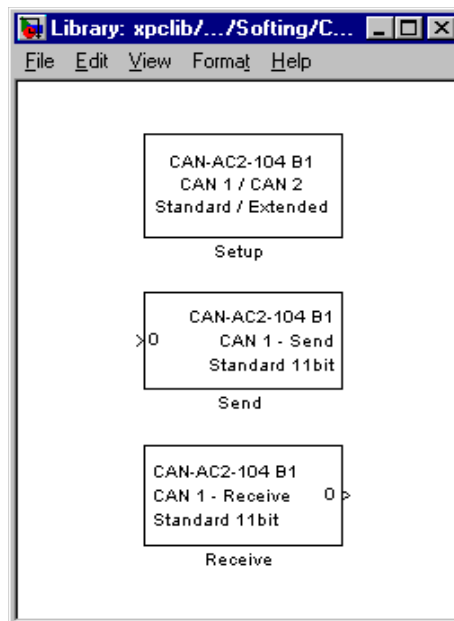 Library: xpclib/.../Softing/C...
File Edit View Format Help
CAN-AC2-104 B1
CAN 1 / CAN 2
Standard / Extended
Setup
CAN-AC2-104 B1
0 CAN 1 - Send
Standard 11bit
Send
CAN-AC2-104 B1
CAN 1 - Receive 0
Standard 11bit
Receive